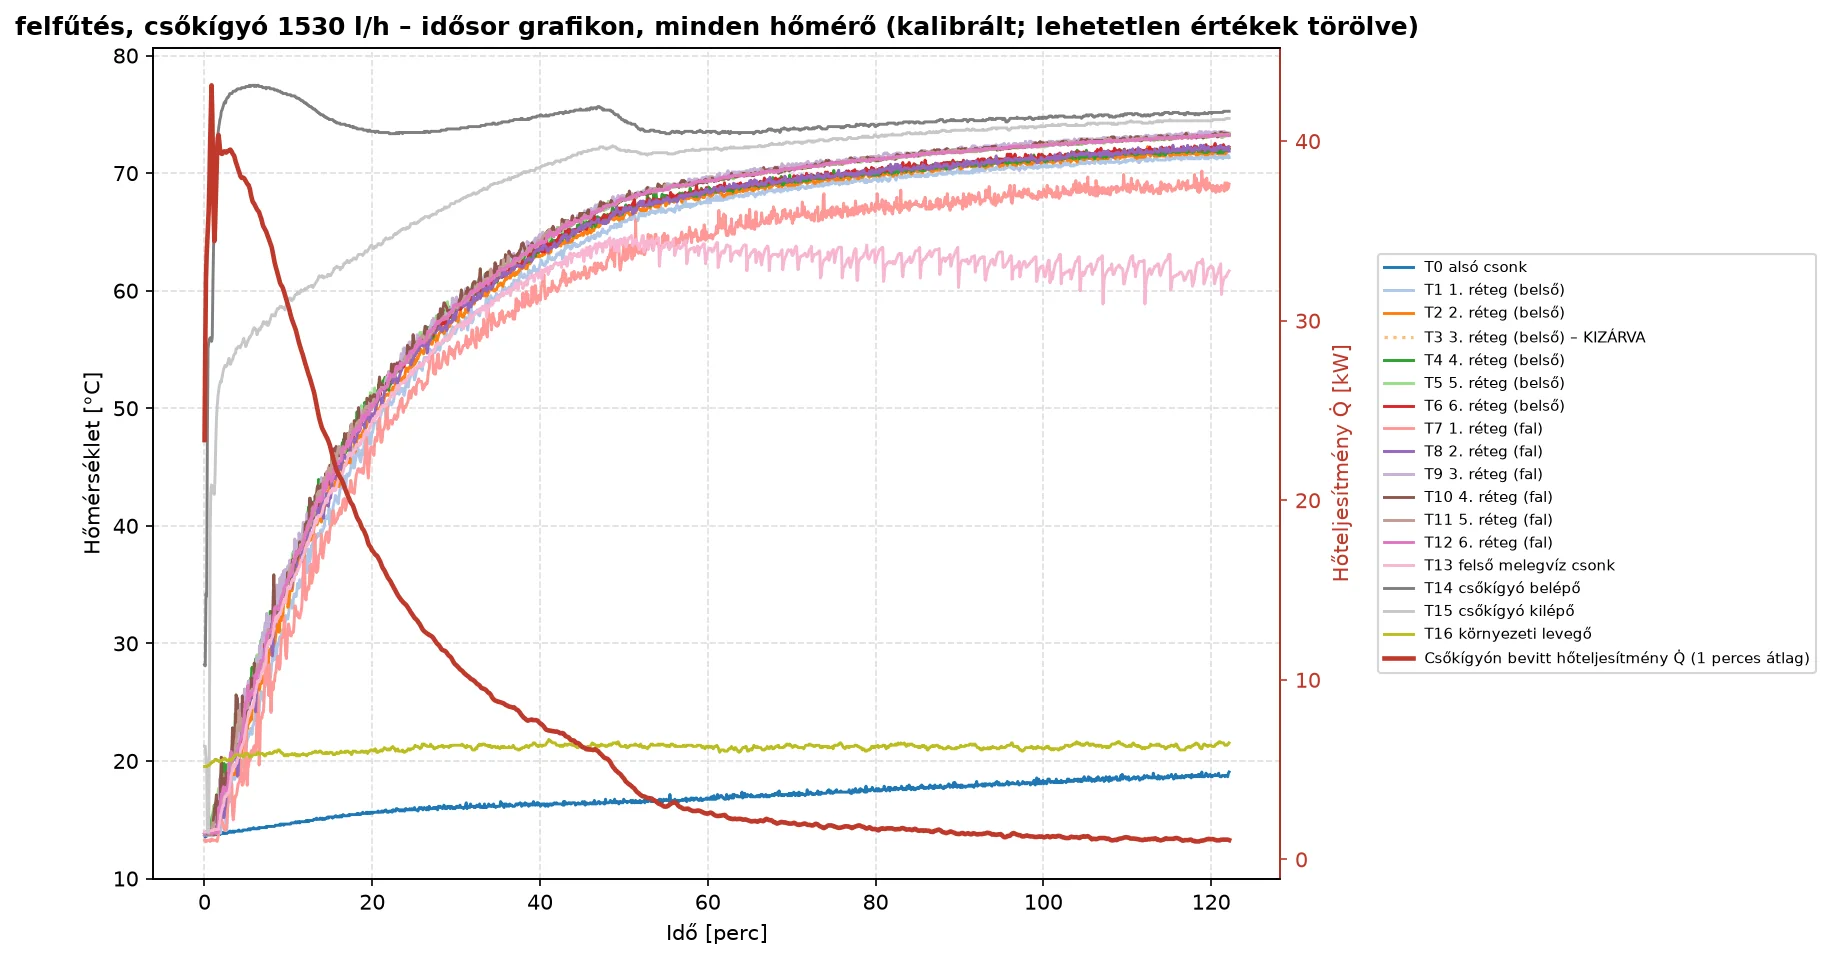 felfűtés, csőkígyó 1530 l/h – idősor grafikon, minden hőmérő (kalibrált; lehetetlen értékek törölve)
80
70
60
50
40
30
20
10
Hőmérséklet [°C]
0
20
40
60
80
100
120
Idő [perc]
40
30
20
10
0
Hőteljesítmény Q̇ [kW]
T0 alsó csonk
T1 1. réteg (belső)
T2 2. réteg (belső)
T3 3. réteg (belső) – KIZÁRVA
T4 4. réteg (belső)
T5 5. réteg (belső)
T6 6. réteg (belső)
T7 1. réteg (fal)
T8 2. réteg (fal)
T9 3. réteg (fal)
T10 4. réteg (fal)
T11 5. réteg (fal)
T12 6. réteg (fal)
T13 felső melegvíz csonk
T14 csőkígyó belépő
T15 csőkígyó kilépő
T16 környezeti levegő
Csőkígyón bevitt hőteljesítmény Q̇ (1 perces átlag)